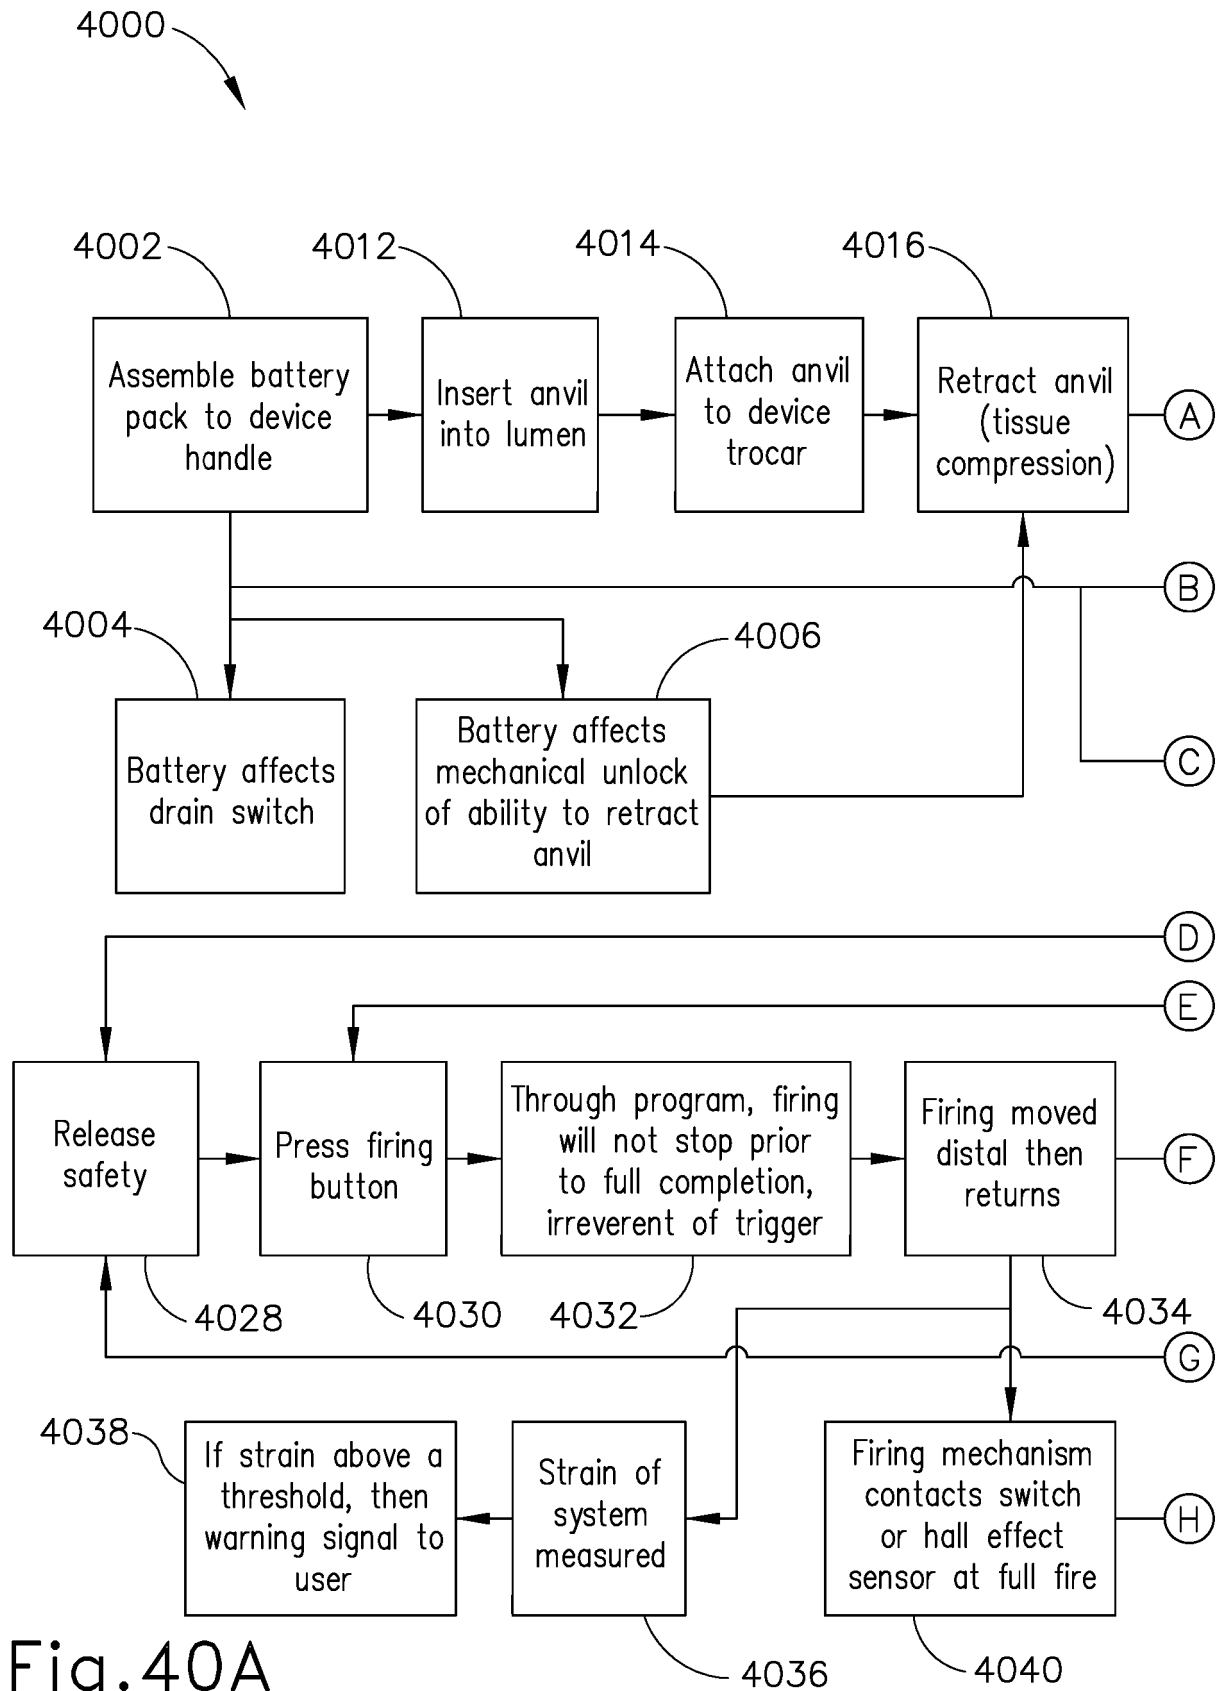 4000
4002
4012
4014
4016
Assemble battery
pack to device
handle
Insert anvil
into lumen
Attach anvil
to device
trocar
Retract anvil
(tissue
compression)
A
B
4004
4006
Battery affects
drain switch
Battery affects
mechanical unlock
of ability to retract
anvil
C
D
E
Release
safety
Press firing
button
Through program, firing
will not stop prior
to full completion,
irreverent of trigger
Firing moved
distal then
returns
F
4028
4030
4032
4034
G
4038
If strain above a
threshold, then
warning signal to
user
Strain of
system
measured
Firing mechanism
contacts switch
or hall effect
sensor at full fire
H
4036
4040
Fig.40A